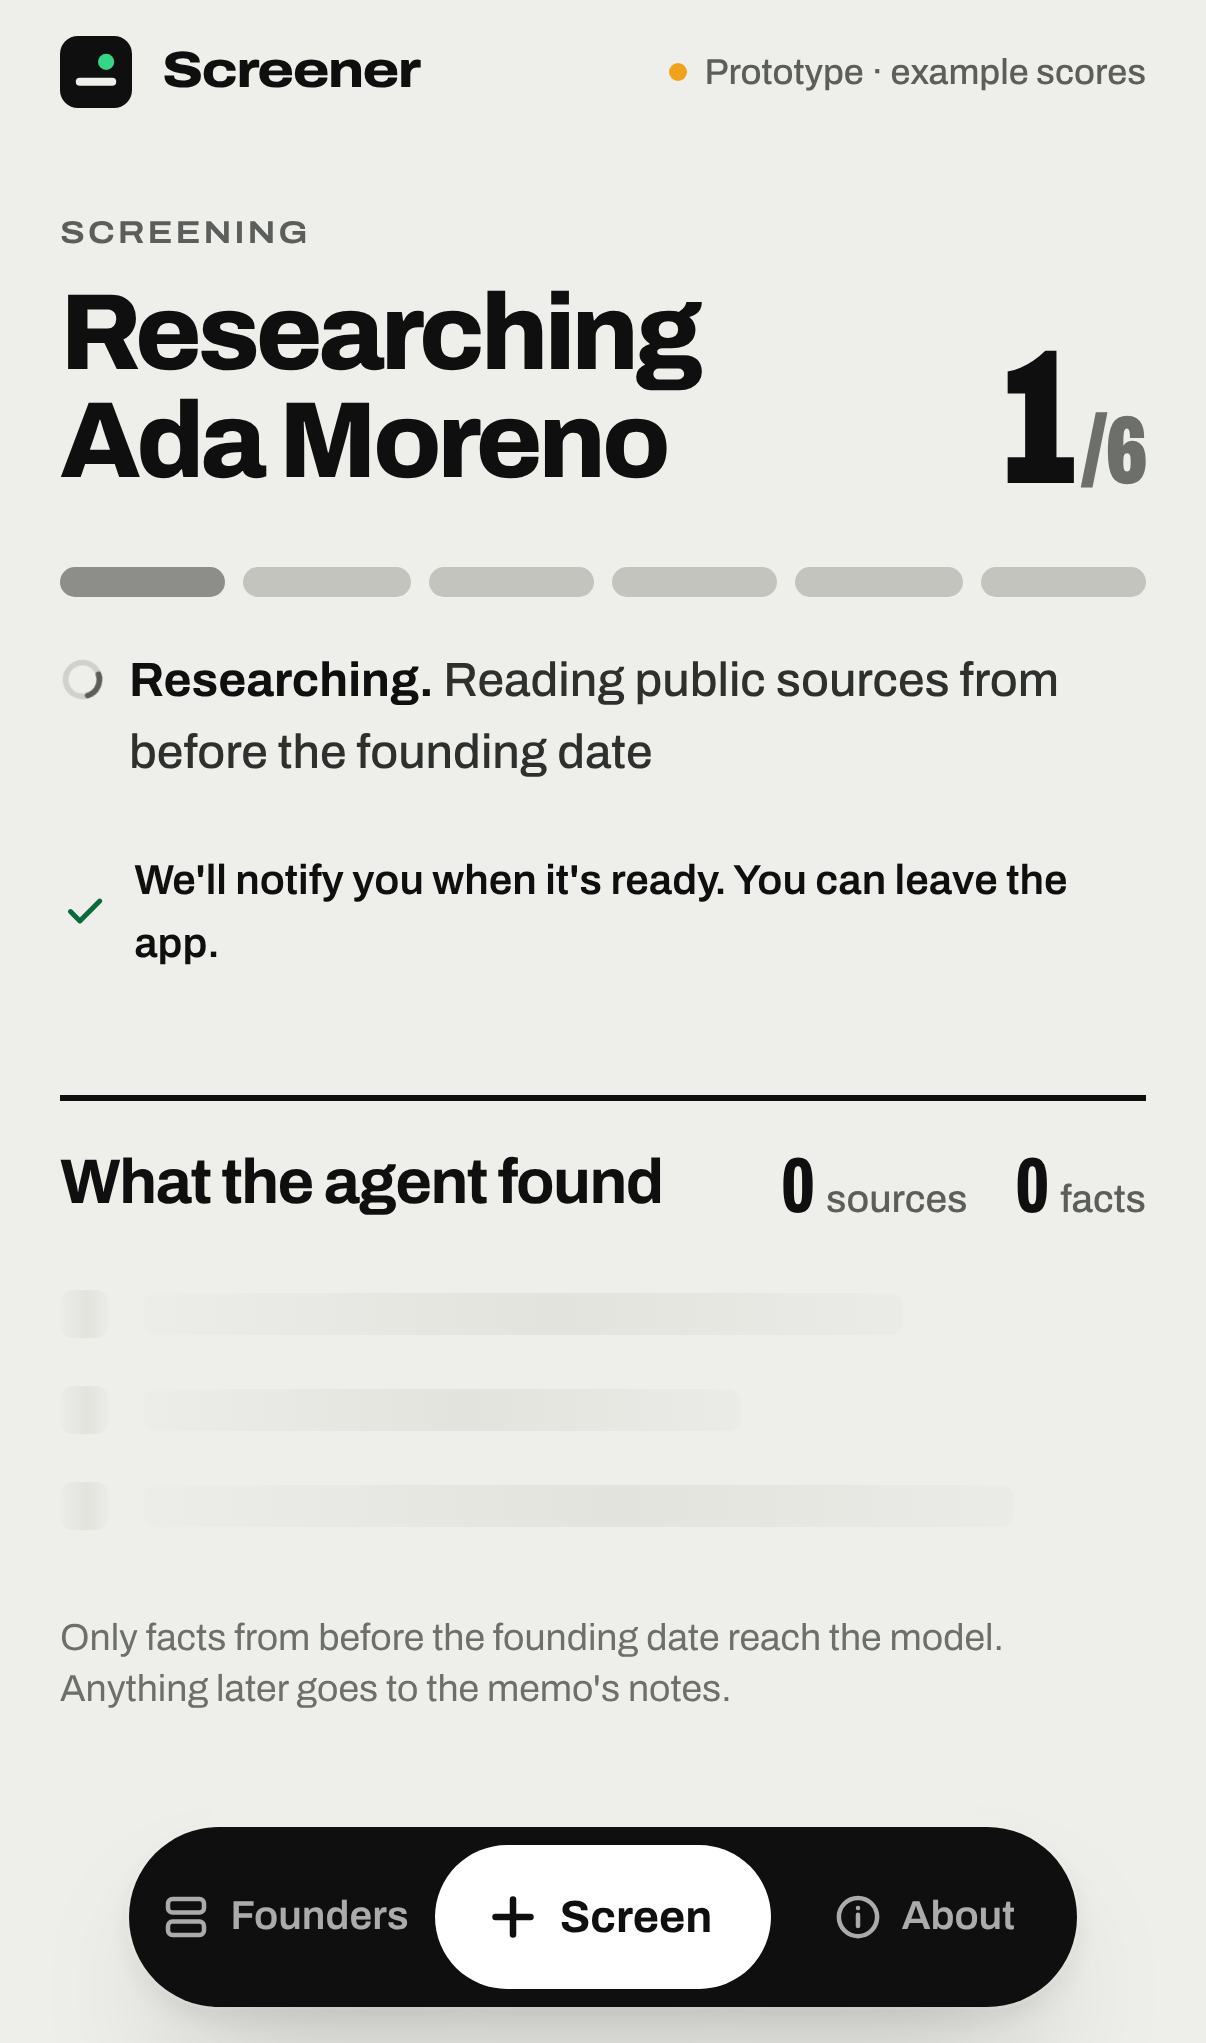 Screener
Prototype · example scores
SCREENING
Researching
Ada Moreno
1/6
Researching. Reading public sources from
before the founding date
We'll notify you when it's ready. You can leave the
app.
What the agent found
0 sources 0 facts
Only facts from before the founding date reach the model.
Anything later goes to the memo's notes.
Founders
Screen
About